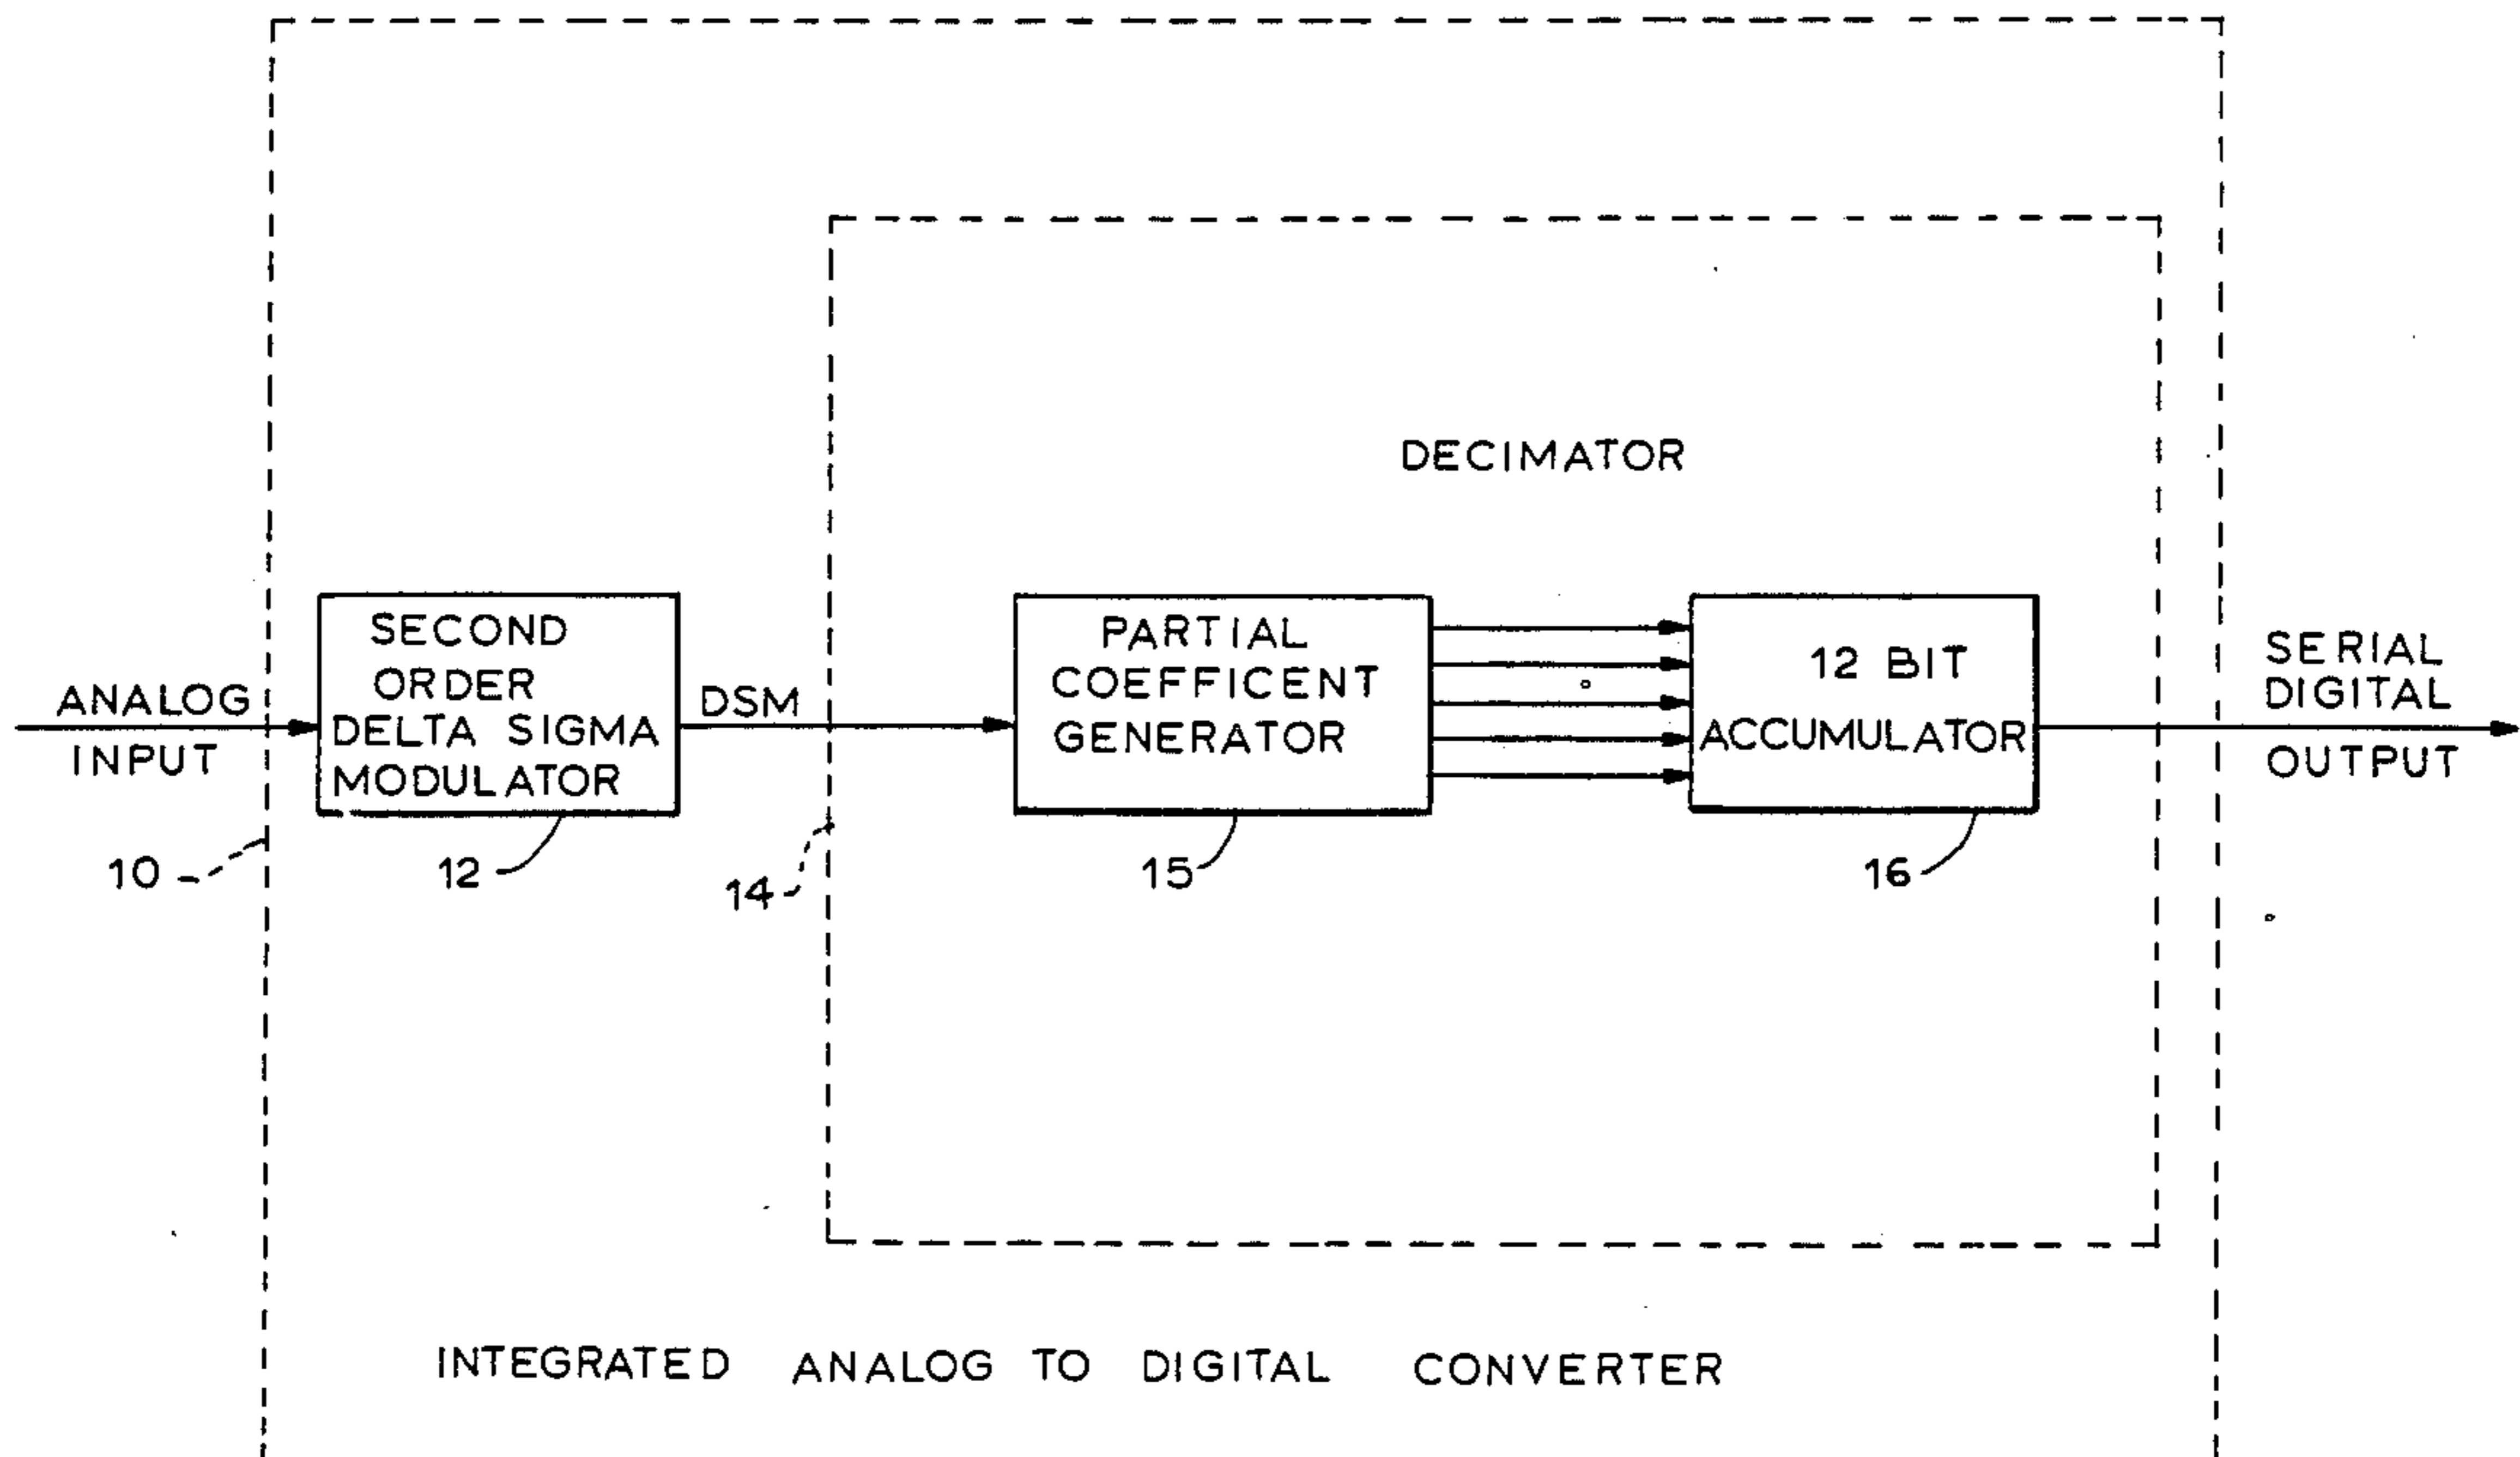 DECIMATOR
ANALOG
INPUT
SECOND
ORDER
DELTA SIGMA
MODULATOR
DSM
PARTIAL
COEFFICENT
GENERATOR
12 BIT
ACCUMULATOR
SERIAL
DIGITAL
OUTPUT
10
12
14
15
16
INTEGRATED ANALOG TO DIGITAL CONVERTER